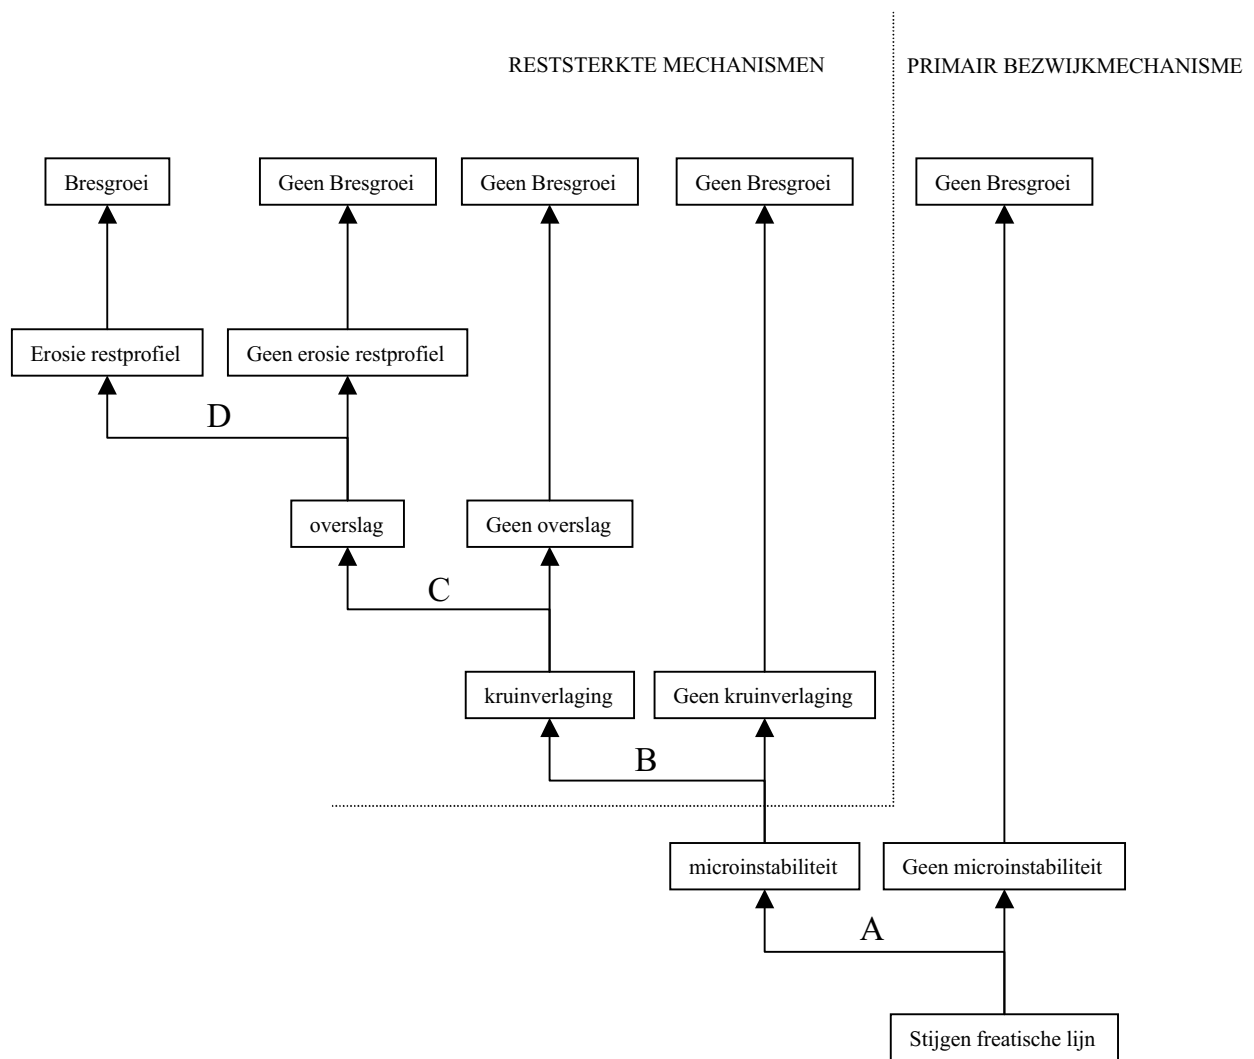 RESTSTERKTE MECHANISMEN
PRIMAIR BEZWIJKMECHANISME
Bresgroei
Geen Bresgroei
Geen Bresgroei
Geen Bresgroei
Geen Bresgroei
Erosie restprofiel
Geen erosie restprofiel
D
overslag
Geen overslag
C
kruinverlaging
Geen kruinverlaging
B
microinstabiliteit
Geen microinstabiliteit
A
Stijgen freatische lijn